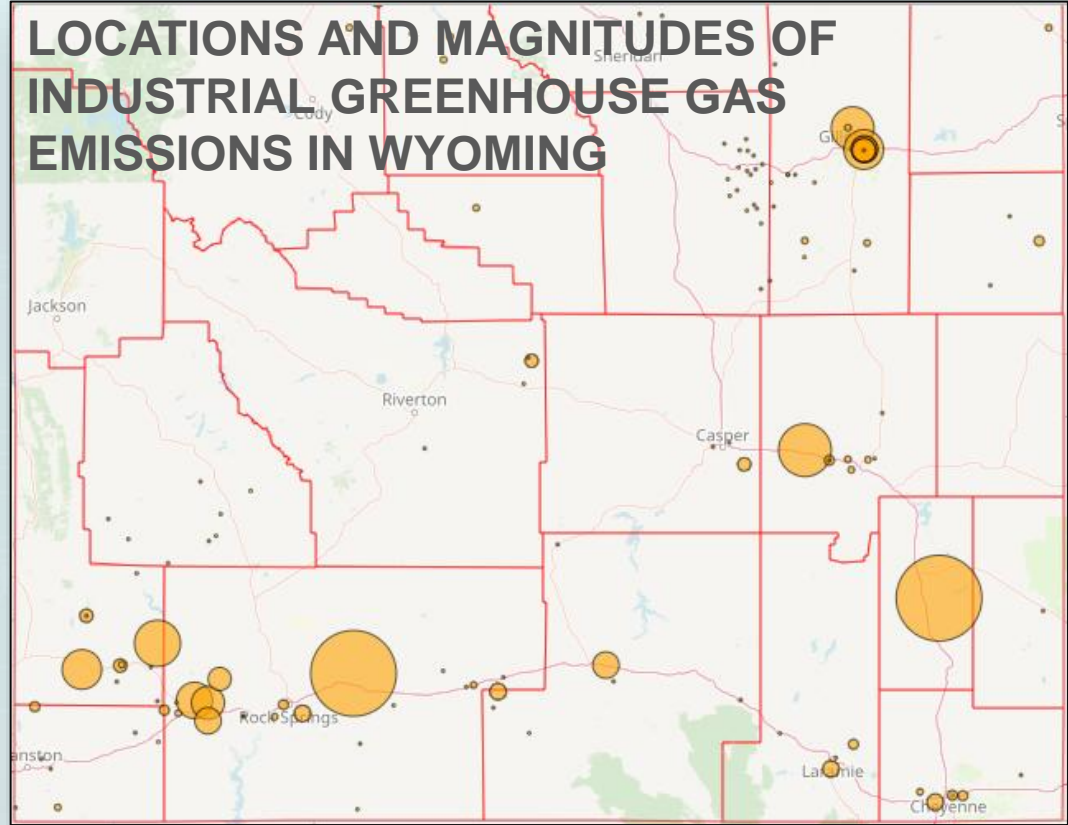 LOCATIONS AND MAGNITUDES OF
Sheridan
INDUSTRIAL GREENHOUSE GAS
Cody
EMISSIONS IN WYOMING
Jackson
Riverton
Casper
Rock Springs
anston
Laramie
Cheyenne